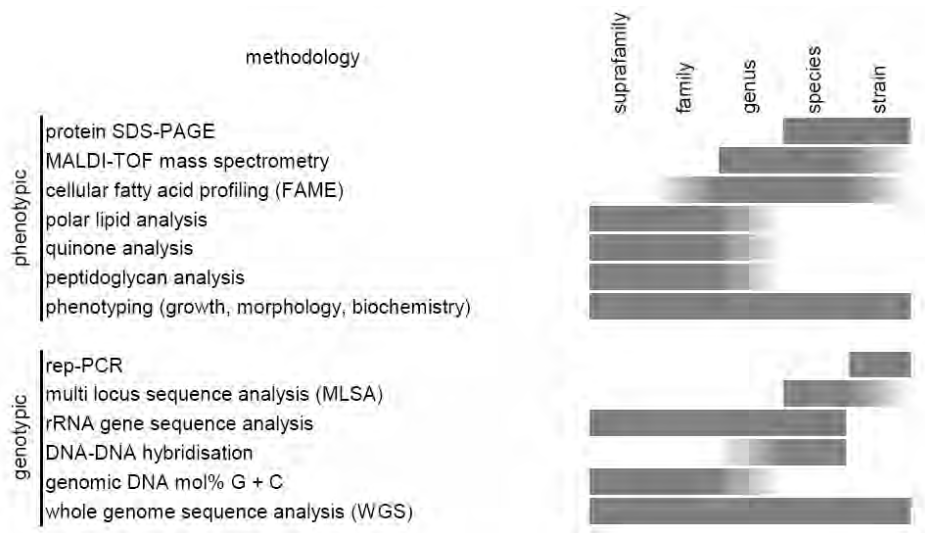 methodology
suprafamily
family
genus
species
strain
phenotypic
protein SDS-PAGE
MALDI-TOF mass spectrometry
cellular fatty acid profiling (FAME)
polar lipid analysis
quinone analysis
peptidoglycan analysis
phenotyping (growth, morphology, biochemistry)
genotypic
rep-PCR
multi locus sequence analysis (MLSA)
rRNA gene sequence analysis
DNA-DNA hybridisation
genomic DNA mol% G + C
whole genome sequence analysis (WGS)